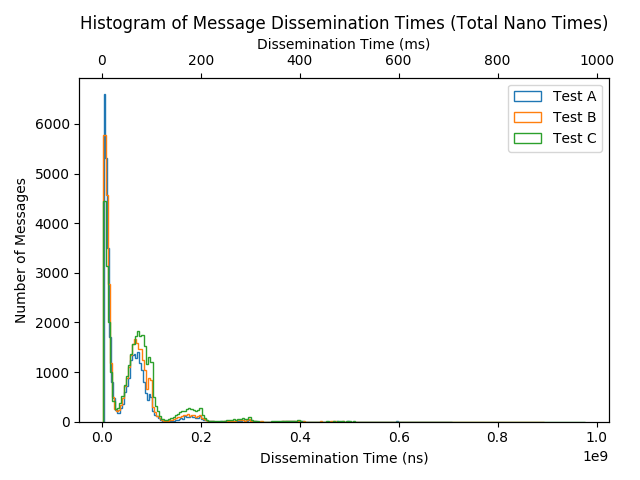 Histogram of Message Dissemination Times (Total Nano Times)
Dissemination Time (ms)
0 200 400 600 800 1000
Test A
Test B
Test C
6000
5000
4000
3000
2000
1000
0
Number of Messages
0.0 0.2 0.4 0.6 0.8 1.0
1e9
Dissemination Time (ns)